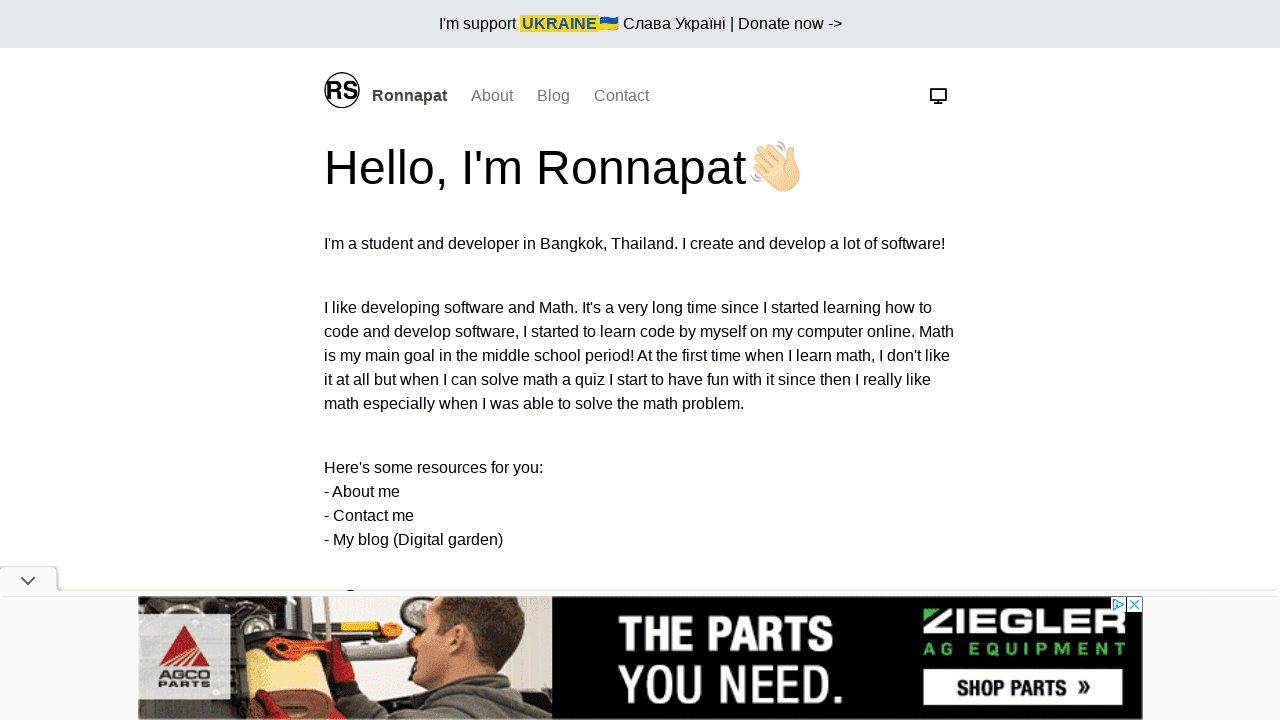 I'm support UKRAINE🇺🇦 Слава Україні | Donate now ->
RS
Ronnapat
About
Blog
Contact
Hello, I'm Ronnapat👋🏻
I'm a student and developer in Bangkok, Thailand. I create and develop a lot of software!
I like developing software and Math. It's a very long time since I started learning how to
code and develop software, I started to learn code by myself on my computer online. Math
is my main goal in the middle school period! At the first time when I learn math, I don't like
it at all but when I can solve math a quiz I start to have fun with it since then I really like
math especially when I was able to solve the math problem.
Here's some resources for you:
- About me
- Contact me
- My blog (Digital garden)
AGCO
PARTS
THE PARTS
YOU NEED.
ZIEGLER
AG EQUIPMENT
SHOP PARTS »